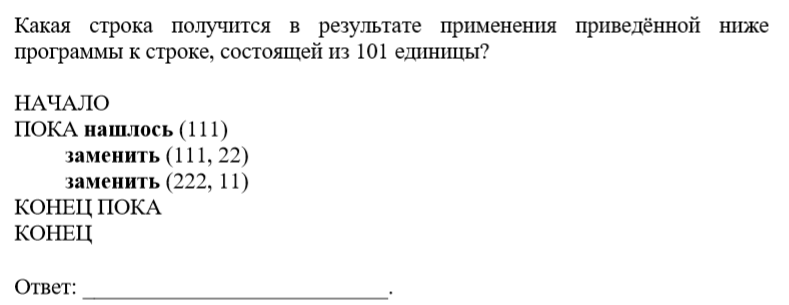 Какая строка получится в результате применения приведённой ниже
программы к строке, состоящей из 101 единицы?
НАЧАЛО
ПОКА нашлось (111)
заменить (111, 22)
заменить (222, 11)
КОНЕЦ ПОКА
КОНЕЦ
Ответ: ____________________________.